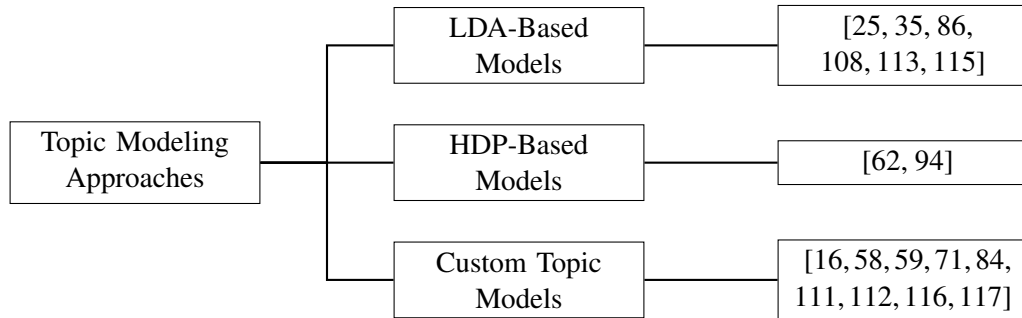 LDA-Based
Models
[25, 35, 86,
108, 113, 115]
Topic Modeling
Approaches
HDP-Based
Models
[62, 94]
Custom Topic
Models
[16, 58, 59, 71, 84,
111, 112, 116, 117]